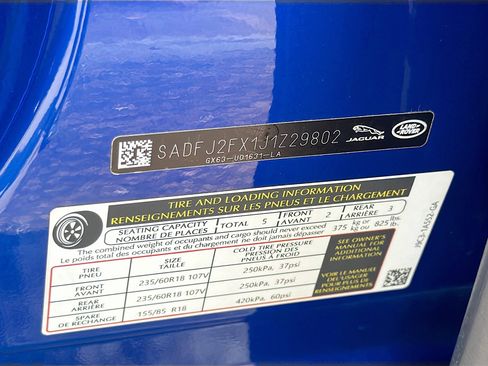 SADFJ2FX1J1Z29802
GX63-U01631-LA
JAGUAR
LAND ROVER
TIRE AND LOADING INFORMATION
RENSEIGNEMENTS SUR LES PNEUS ET LE CHARGEMENT
SEATING CAPACITY
NOMBRE DE PLACES
TOTAL 5
FRONT
AVANT 2
REAR
ARRIÈRE 3
The combined weight of occupants and cargo should never exceed
Le poids total des occupants et du chargement ne doit jamais dépasser
375 kg or 825 lbs.
kg ou lb.
TIRE
PNEU
SIZE
TAILLE
COLD TIRE PRESSURE
PRESSION DES
PNEUS À FROID
FRONT
AVANT
235/60R18 107V
250kPa, 37psi
REAR
ARRIÈRE
235/60R18 107V
250kPa, 37psi
SPARE
DE RECHANGE
155/85 R18
420kPa, 60psi
SEE OWNER'S
MANUAL FOR
ADDITIONAL
INFORMATION
VOIR LE MANUEL
DE L'USAGER
POUR PLUS DE
RENSEIGNEMENTS